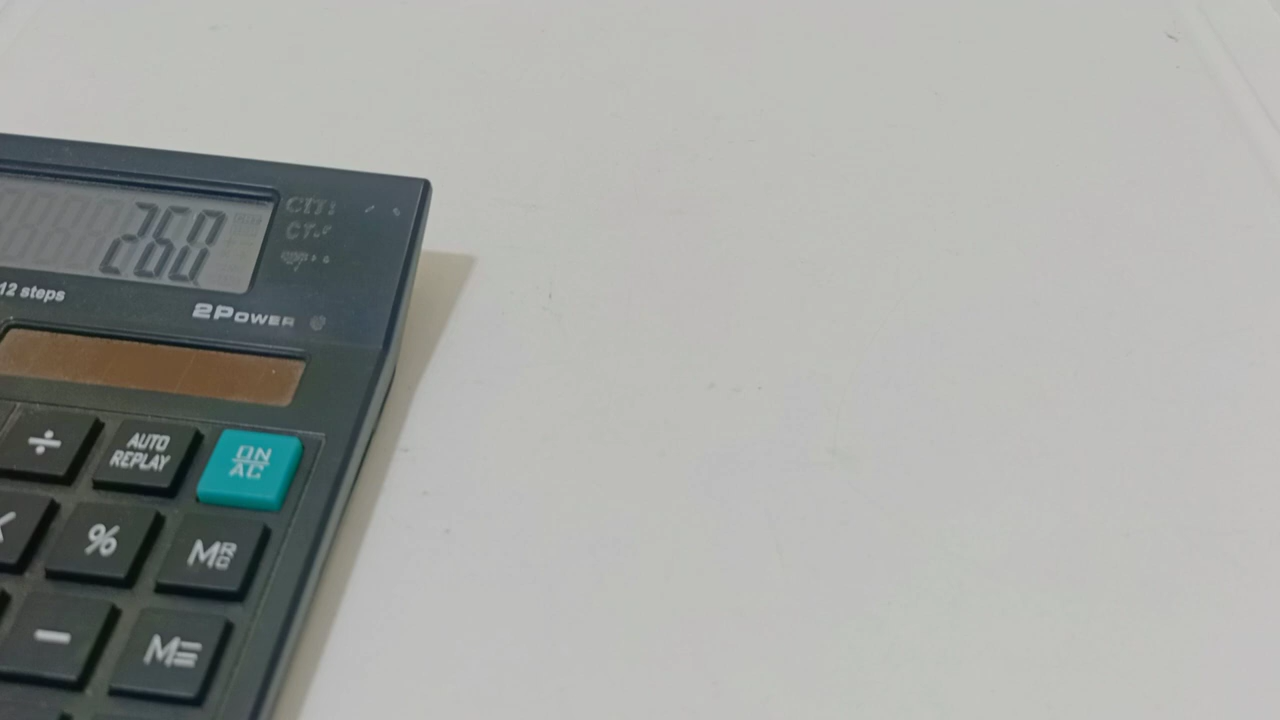 260
12 steps
2POWER
÷
AUTO
REPLAY
ON
AC
%
MRC
−
M=